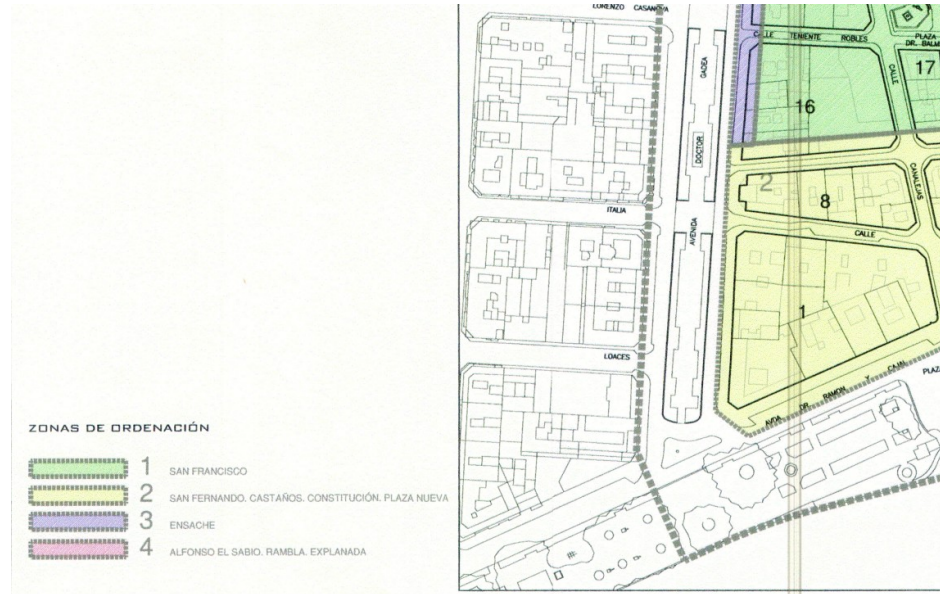 LORENZO CASANOVA
GADEA
DOCTOR
AVENIDA
ITALIA
LOACES
CALLE TENIENTE ROBLES
PLAZA
DR. BALM
CALLE
17
16
CANALEJAS
2
8
CALLE
1
AVDA DR. RAMON Y CAJAL
PLAZA
ZONAS DE ORDENACIÓN
1 SAN FRANCISCO
2 SAN FERNANDO. CASTAÑOS. CONSTITUCIÓN. PLAZA NUEVA
3 ENSACHE
4 ALFONSO EL SABIO. RAMBLA. EXPLANADA